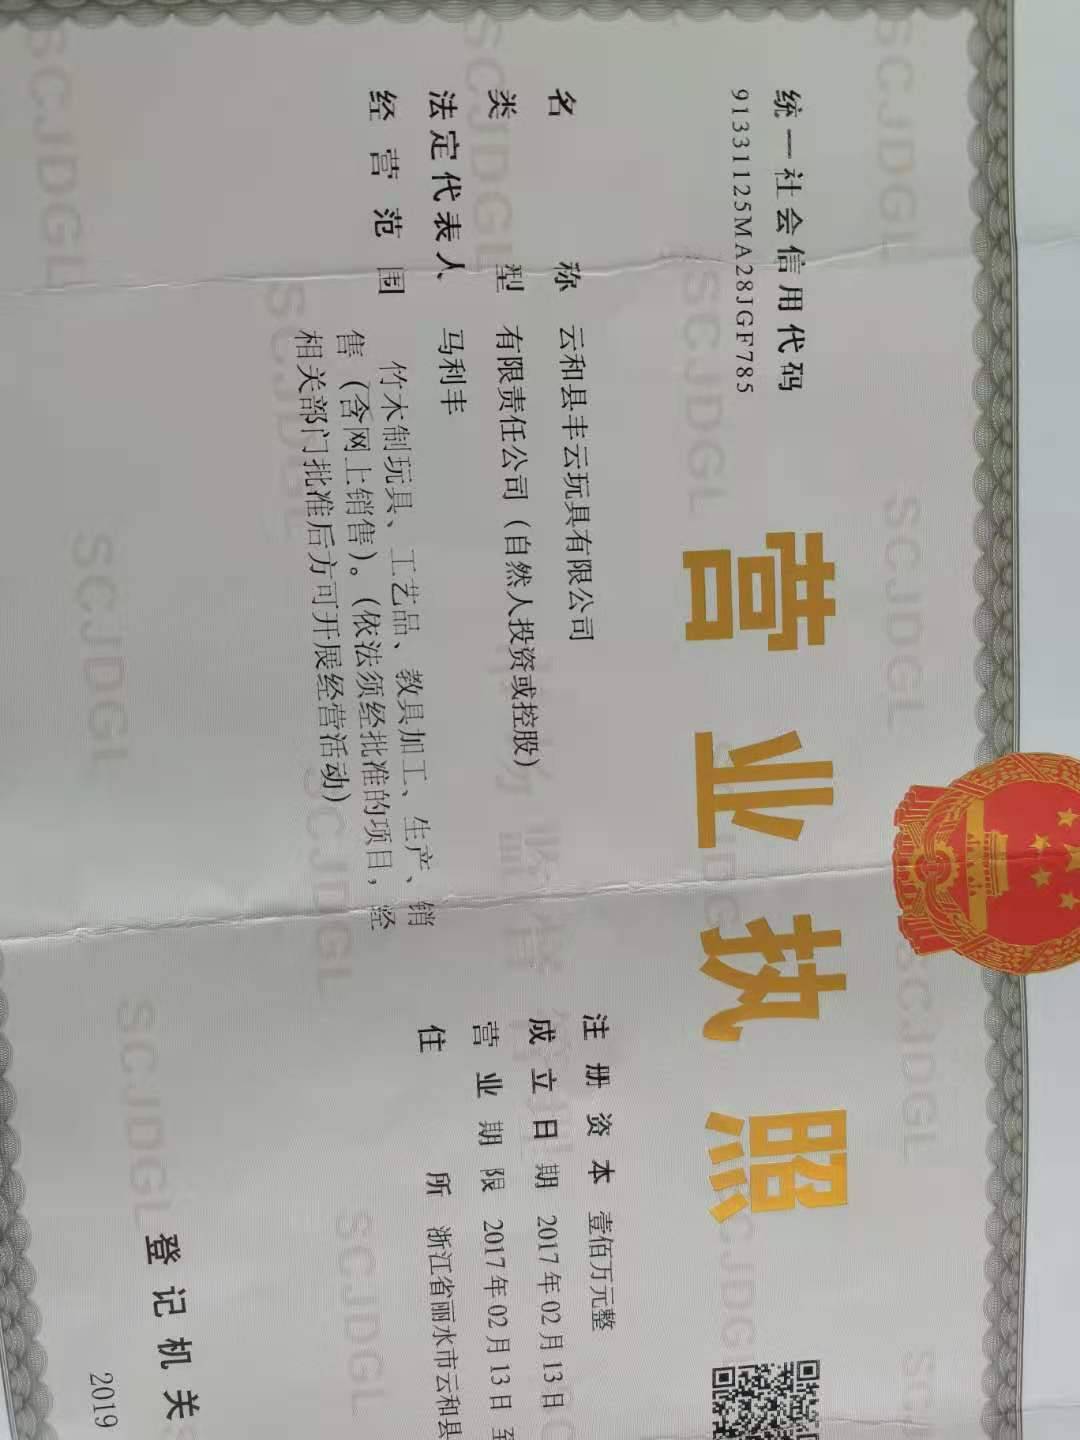 统一社会信用代码
91331125MA28JGF785
营业执照
名称 云和县丰云玩具有限公司
类型 有限责任公司（自然人投资或控股）
法定代表人 马利丰
经营范围 竹木制玩具、工艺品、教具加工、生产、销
售（含网上销售）。（依法须经批准的项目，经
相关部门批准后方可开展经营活动）
注册资本 壹佰万元整
成立日期 2017年02月13日
营业期限 2017年02月13日至
住所 浙江省丽水市云和县
登记机关
2019
SCJDGL